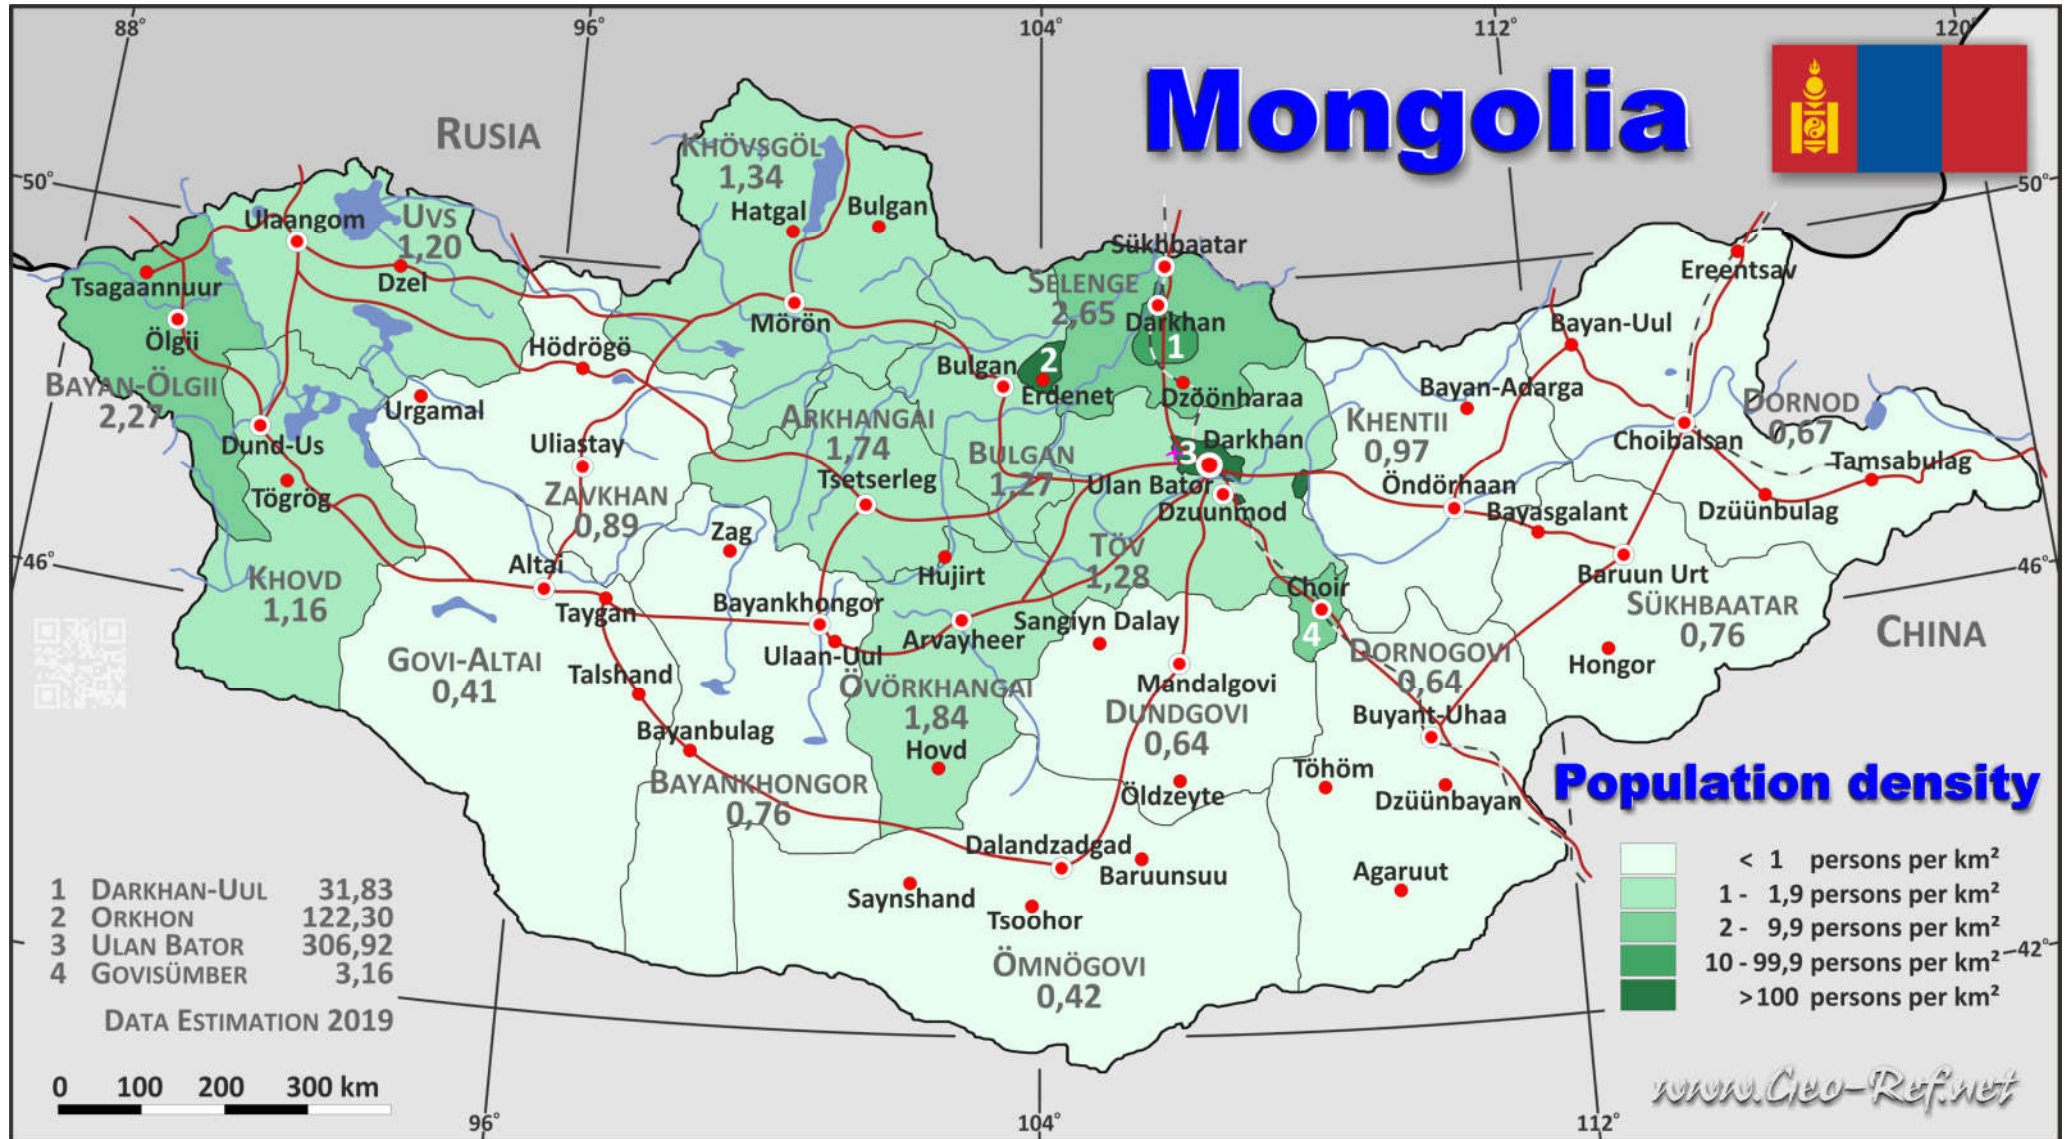 88°
96°
104°
112°
120°
Mongolia
RUSIA
KHÖVSGÖL
1,34
Hatgal
Bulgan
50°
50°
Ulaangom
UVS
1,20
Dzel
Tsagaannuur
Ölgii
BAYAN-ÖLGII
2,27
Sükhbaatar
SELENGE
2,65
Darkhan
1
Ereentsav
Mörön
Hödrögö
Bayan-Uul
Bulgan
2
Erdenet
Dzöönharaa
Bayan-Adarga
Urgamal
Dund-Us
Tögrög
Uliastay
ARKHANGAI
1,74
Tsetserleg
BULGAN
1,27
Darkhan
3
Ulan Bator
Dzuunmod
KHENTII
0,97
Öndörhaan
DORNOD
0,67
Choibalsan
Tamsabulag
Dzüünbulag
Bayasgalant
ZAVKHAN
0,89
Zag
46°
46°
KHOVD
1,16
Altai
Taygan
Hujirt
TÖV
1,28
Choir
4
Baruun Urt
SÜKHBAATAR
0,76
CHINA
Bayankhongor
Ulaan-Uul
Arvayheer
Sangiyn Dalay
GOVI-ALTAI
0,41
Talshand
Bayanbulag
ÖVÖRKHANGAI
1,84
Hovd
Mandalgovi
DUNDGOVI
0,64
DORNOGOVI
0,64
Hongor
Buyant-Uhaa
BAYANKHONGOR
0,76
Öldzeyte
Töhöm
Dzüünbayan
Dalandzadgad
Baruunsuu
Agaruut
Saynshand
Tsoohor
ÖMNÖGOVI
0,42
Population density
< 1 persons per km²
1 - 1,9 persons per km²
2 - 9,9 persons per km²
10 - 99,9 persons per km²
>100 persons per km²
42°
1 DARKHAN-UUL 31,83
2 ORKHON 122,30
3 ULAN BATOR 306,92
4 GOVISÜMBER 3,16
DATA ESTIMATION 2019
0 100 200 300 km
96°
104°
112°
www.Geo-Ref.net